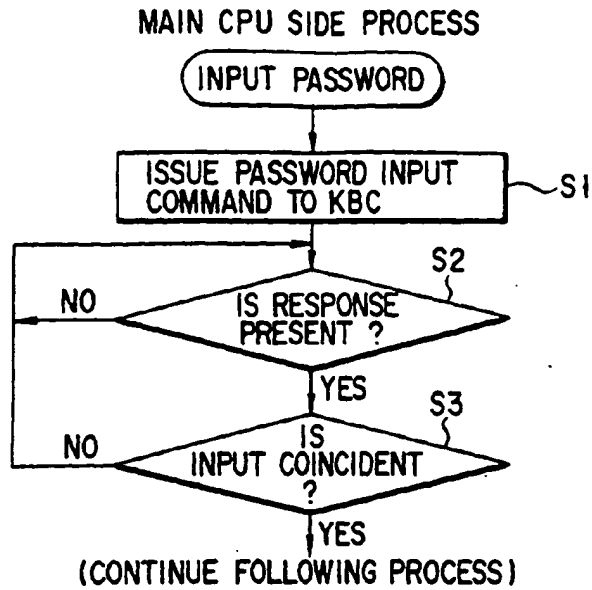 MAIN CPU SIDE PROCESS
INPUT PASSWORD
ISSUE PASSWORD INPUT
COMMAND TO KBC
S1
S2
NO
IS RESPONSE
PRESENT ?
YES
S3
NO
IS
INPUT COINCIDENT
?
YES
(CONTINUE FOLLOWING PROCESS)